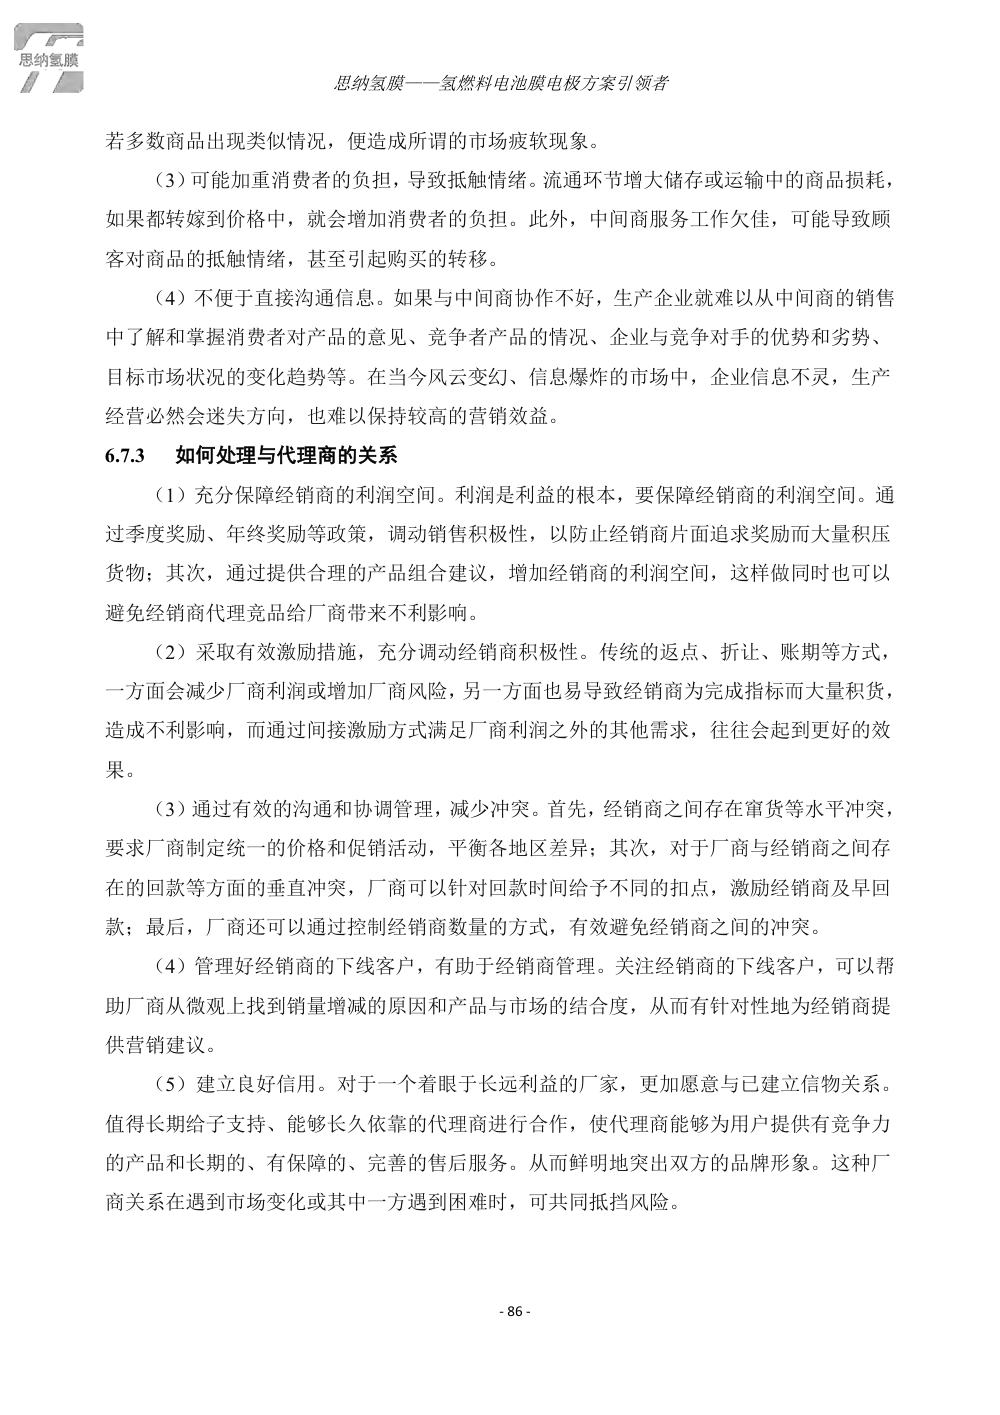 思纳氢膜
思纳氢膜——氢燃料电池膜电极方案引领者
若多数商品出现类似情况，便造成所谓的市场疲软现象。
（3）可能加重消费者的负担，导致抵触情绪。流通环节增大储存或运输中的商品损耗，
如果都转嫁到价格中，就会增加消费者的负担。此外，中间商服务工作欠佳，可能导致顾
客对商品的抵触情绪，甚至引起购买的转移。
（4）不便于直接沟通信息。如果与中间商协作不好，生产企业就难以从中间商的销售
中了解和掌握消费者对产品的意见、竞争者产品的情况、企业与竞争对手的优势和劣势、
目标市场状况的变化趋势等。在当今风云变幻、信息爆炸的市场中，企业信息不灵，生产
经营必然会迷失方向，也难以保持较高的营销效益。
6.7.3 如何处理与代理商的关系
（1）充分保障经销商的利润空间。利润是利益的根本，要保障经销商的利润空间。通
过季度奖励、年终奖励等政策，调动销售积极性，以防止经销商片面追求奖励而大量积压
货物；其次，通过提供合理的产品组合建议，增加经销商的利润空间，这样做同时也可以
避免经销商代理竞品给厂商带来不利影响。
（2）采取有效激励措施，充分调动经销商积极性。传统的返点、折让、账期等方式，
一方面会减少厂商利润或增加厂商风险，另一方面也易导致经销商为完成指标而大量积货，
造成不利影响，而通过间接激励方式满足厂商利润之外的其他需求，往往会起到更好的效
果。
（3）通过有效的沟通和协调管理，减少冲突。首先，经销商之间存在窜货等水平冲突，
要求厂商制定统一的价格和促销活动，平衡各地区差异；其次，对于厂商与经销商之间存
在的回款等方面的垂直冲突，厂商可以针对回款时间给予不同的扣点，激励经销商及早回
款；最后，厂商还可以通过控制经销商数量的方式，有效避免经销商之间的冲突。
（4）管理好经销商的下线客户，有助于经销商管理。关注经销商的下线客户，可以帮
助厂商从微观上找到销量增减的原因和产品与市场的结合度，从而有针对性地为经销商提
供营销建议。
（5）建立良好信用。对于一个着眼于长远利益的厂家，更加愿意与已建立信物关系。
值得长期给子支持、能够长久依靠的代理商进行合作，使代理商能够为用户提供有竞争力
的产品和长期的、有保障的、完善的售后服务。从而鲜明地突出双方的品牌形象。这种厂
商关系在遇到市场变化或其中一方遇到困难时，可共同抵挡风险。
- 86 -